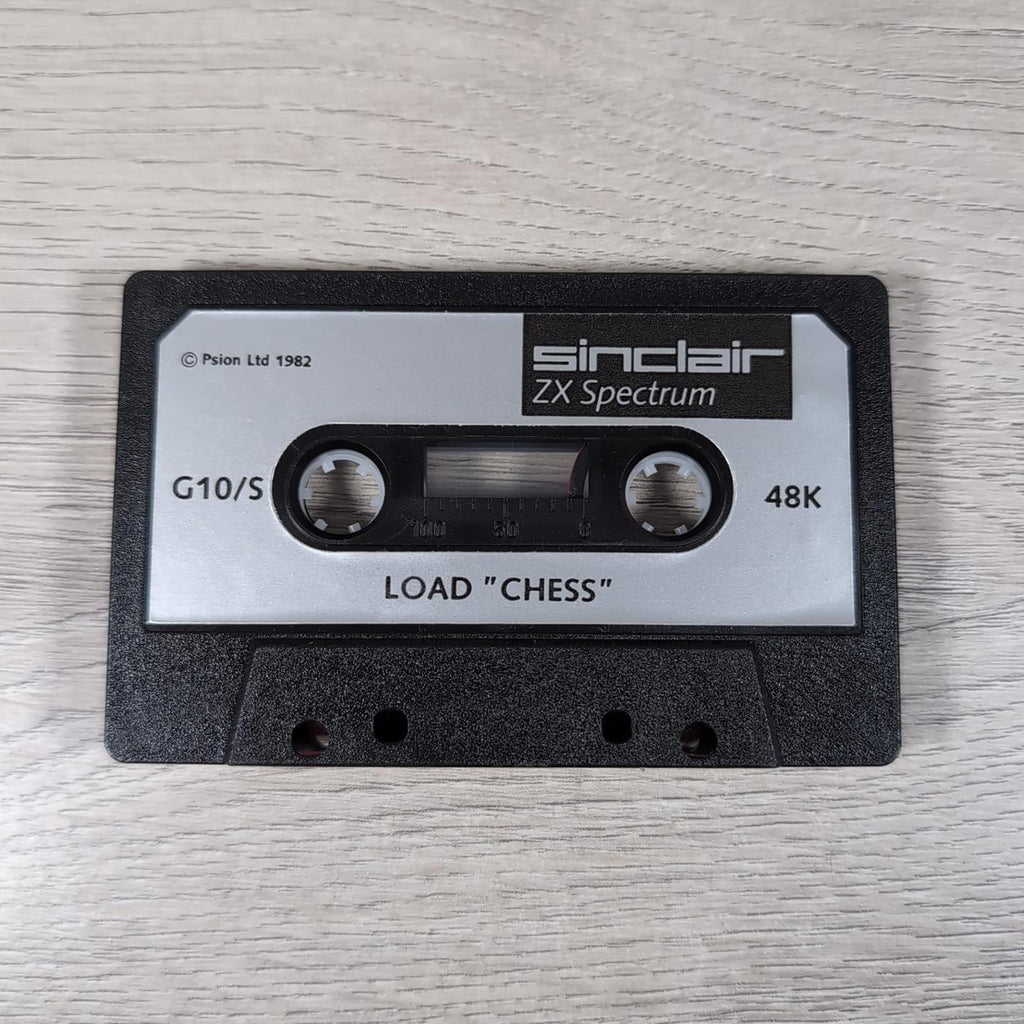 © Psion Ltd 1982
sinclair
ZX Spectrum
G10/S
48K
100 50 0
LOAD "CHESS"